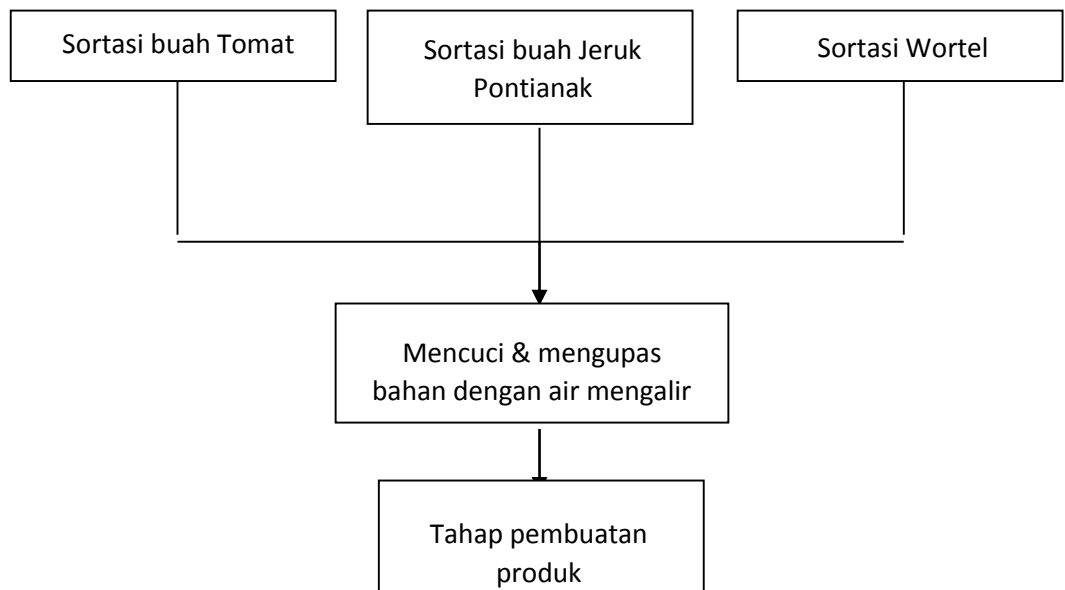 Sortasi buah Tomat
Sortasi buah Jeruk
Pontianak
Sortasi Wortel
Mencuci & mengupas
bahan dengan air mengalir
Tahap pembuatan
produk